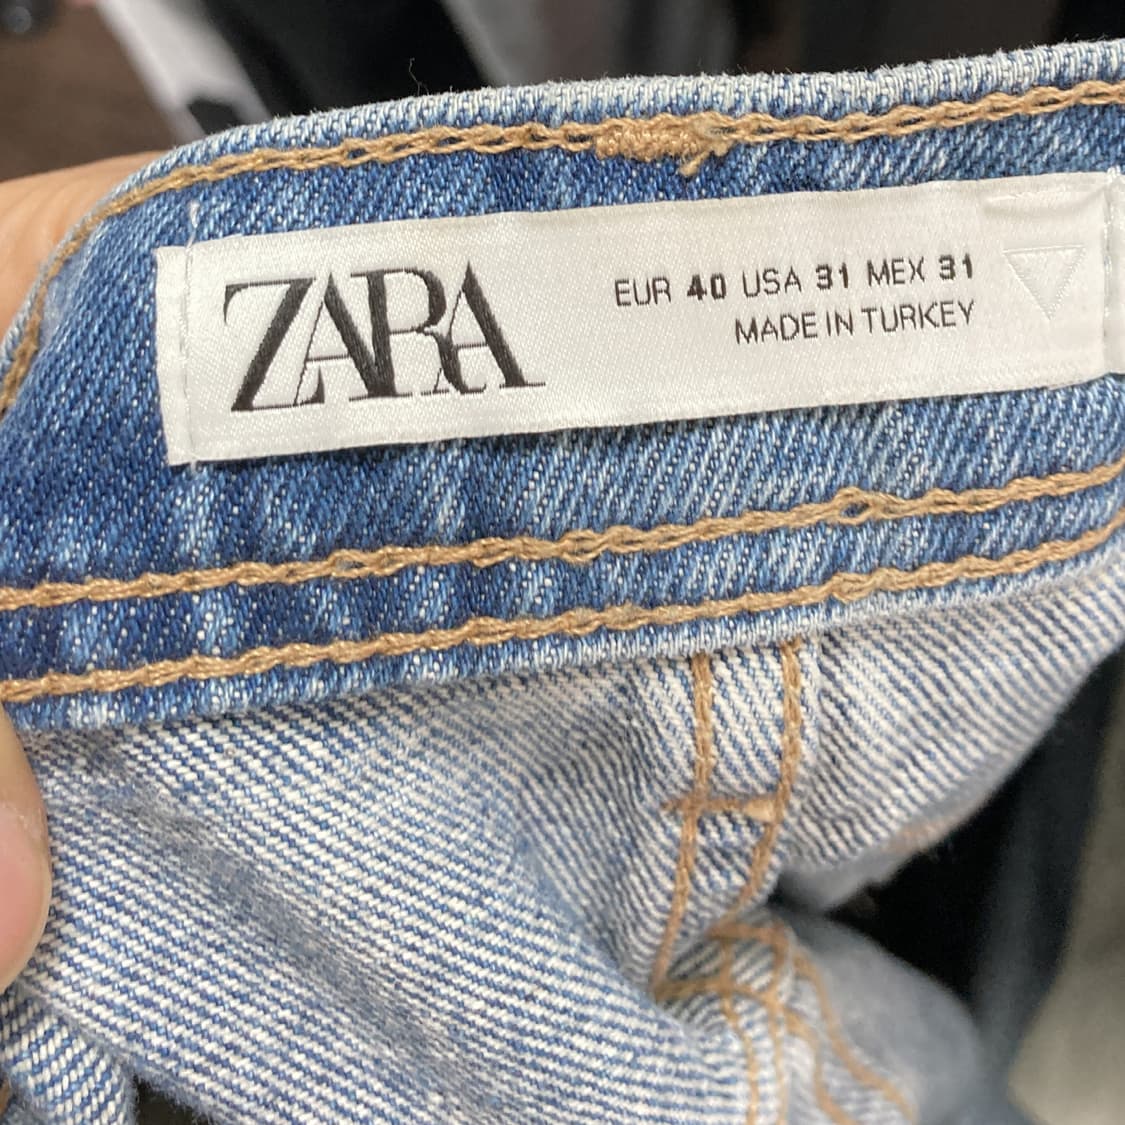 ZARA
EUR 40 USA 31 MEX 31
MADE IN TURKEY